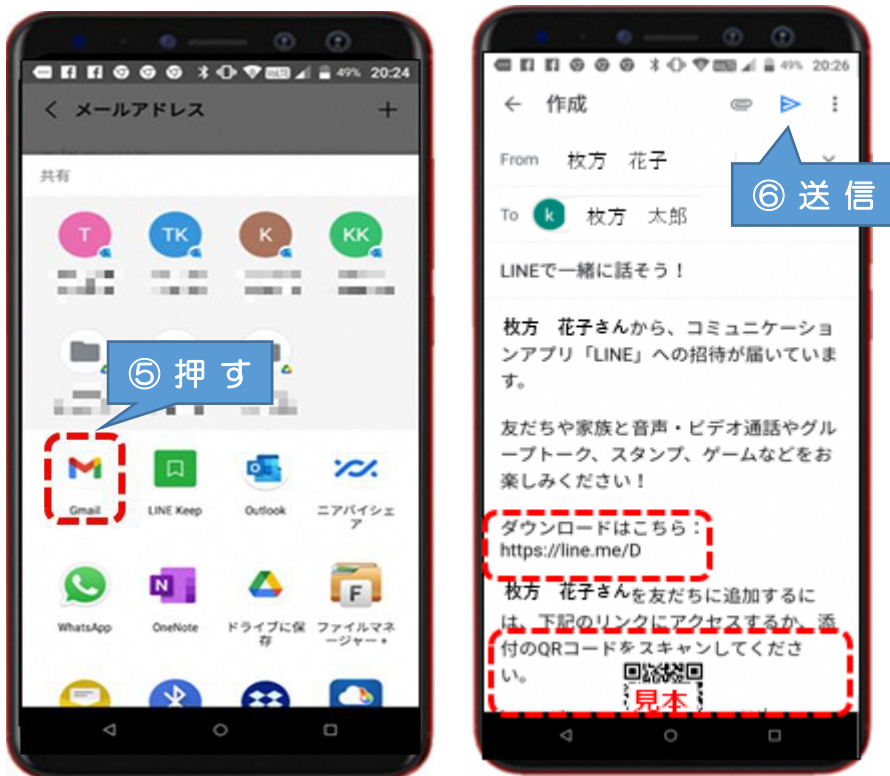 49% 20:24
メールアドレス
共有
T
TK
K
KK
⑤ 押 す
Gmail
LINE Keep
Outlook
ニアバイシェ
ア
WhatsApp
OneNote
ドライブに保
存
ファイルマネ
ージャー+
49% 20:26
作成
From 枚方 花子
⑥ 送 信
To k 枚方 太郎
LINEで一緒に話そう！
枚方 花子さんから、コミュニケーショ
ンアプリ「LINE」への招待が届いていま
す。
友だちや家族と音声・ビデオ通話やグル
ープトーク、スタンプ、ゲームなどをお
楽しみください！
ダウンロードはこちら：
https://line.me/D
枚方 花子さんを友だちに追加するに
は、下記のリンクにアクセスするか、添
付のQRコードをスキャンしてくださ
い。
見本